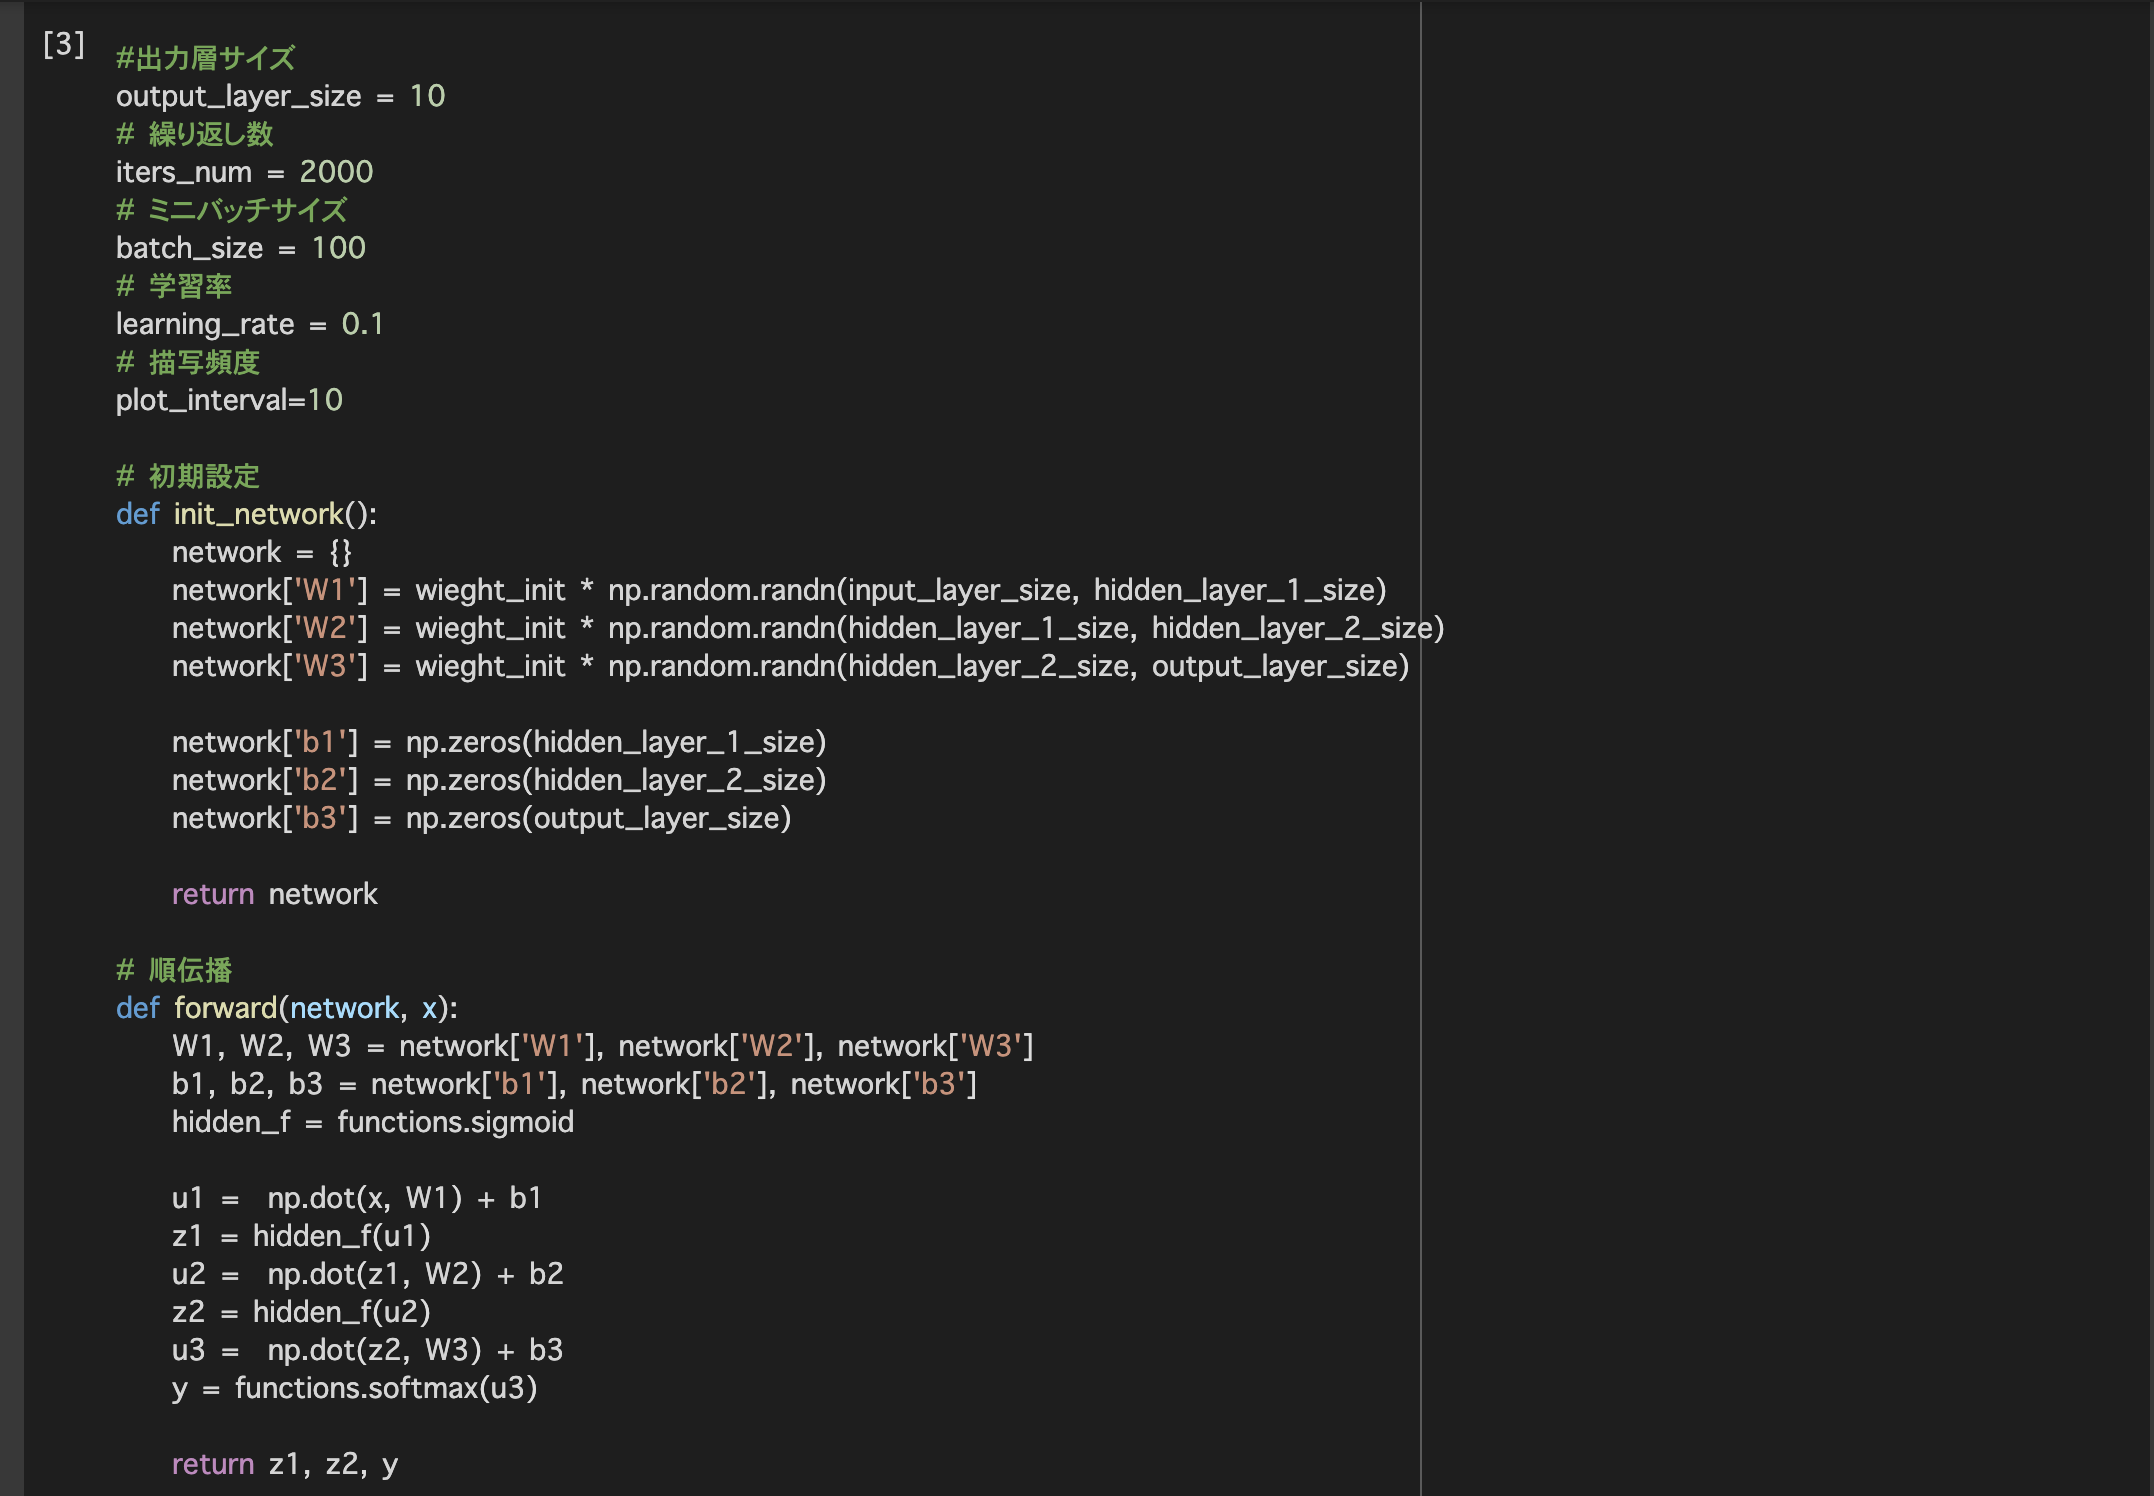 [3]
#出力層サイズ
output_layer_size = 10
# 繰り返し数
iters_num = 2000
# ミニバッチサイズ
batch_size = 100
# 学習率
learning_rate = 0.1
# 描写頻度
plot_interval=10
# 初期設定
def init_network():
    network = {}
    network['W1'] = wieght_init * np.random.randn(input_layer_size, hidden_layer_1_size)
    network['W2'] = wieght_init * np.random.randn(hidden_layer_1_size, hidden_layer_2_size)
    network['W3'] = wieght_init * np.random.randn(hidden_layer_2_size, output_layer_size)
    network['b1'] = np.zeros(hidden_layer_1_size)
    network['b2'] = np.zeros(hidden_layer_2_size)
    network['b3'] = np.zeros(output_layer_size)
    return network
# 順伝播
def forward(network, x):
    W1, W2, W3 = network['W1'], network['W2'], network['W3']
    b1, b2, b3 = network['b1'], network['b2'], network['b3']
    hidden_f = functions.sigmoid
    u1 =  np.dot(x, W1) + b1
    z1 = hidden_f(u1)
    u2 =  np.dot(z1, W2) + b2
    z2 = hidden_f(u2)
    u3 =  np.dot(z2, W3) + b3
    y = functions.softmax(u3)
    return z1, z2, y